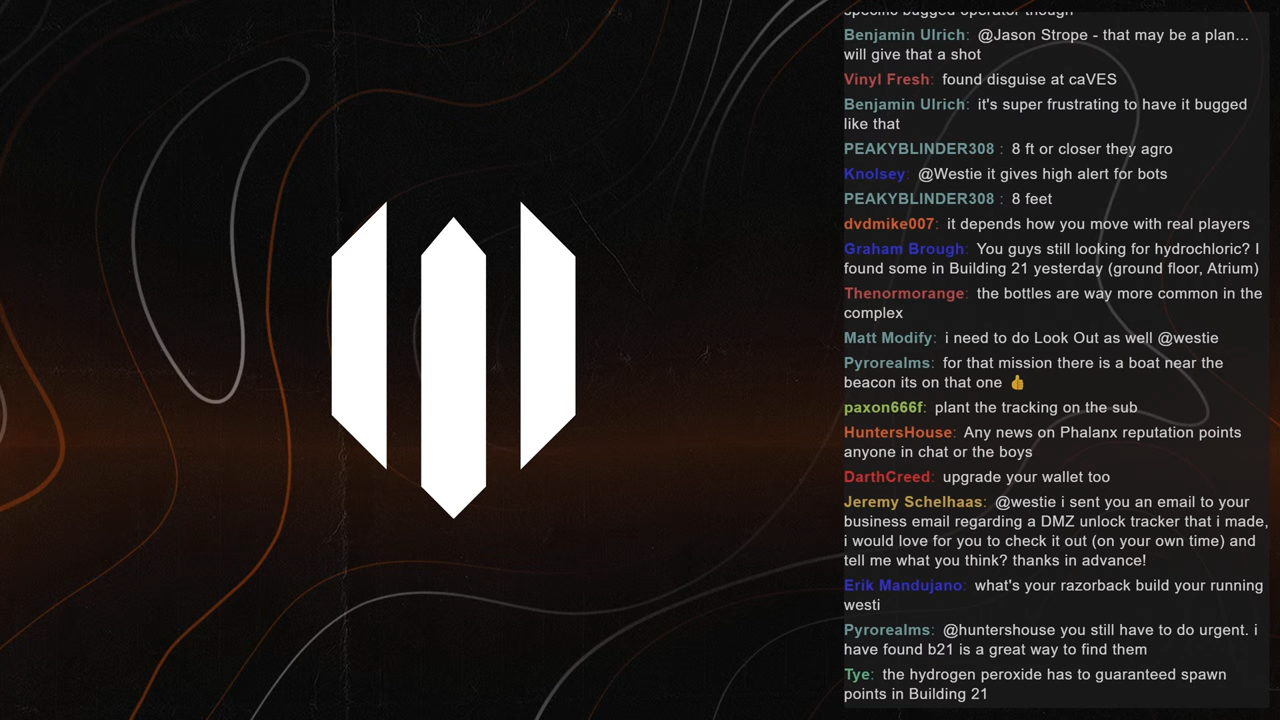 specific bugged operator though
Benjamin Ulrich: @Jason Strope - that may be a plan...
will give that a shot
Vinyl Fresh: found disguise at caVES
Benjamin Ulrich: it's super frustrating to have it bugged
like that
PEAKYBLINDER308 : 8 ft or closer they agro
Knolsey: @Westie it gives high alert for bots
PEAKYBLINDER308 : 8 feet
dvdmike007: it depends how you move with real players
Graham Brough: You guys still looking for hydrochloric? I
found some in Building 21 yesterday (ground floor, Atrium)
Thenormorange: the bottles are way more common in the
complex
Matt Modify: i need to do Look Out as well @westie
Pyrorealms: for that mission there is a boat near the
beacon its on that one 👍
paxon666f: plant the tracking on the sub
HuntersHouse: Any news on Phalanx reputation points
anyone in chat or the boys
DarthCreed: upgrade your wallet too
Jeremy Schelhaas: @westie i sent you an email to your
business email regarding a DMZ unlock tracker that i made,
i would love for you to check it out (on your own time) and
tell me what you think? thanks in advance!
Erik Mandujano: what's your razorback build your running
westi
Pyrorealms: @huntershouse you still have to do urgent. i
have found b21 is a great way to find them
Tye: the hydrogen peroxide has to guaranteed spawn
points in Building 21